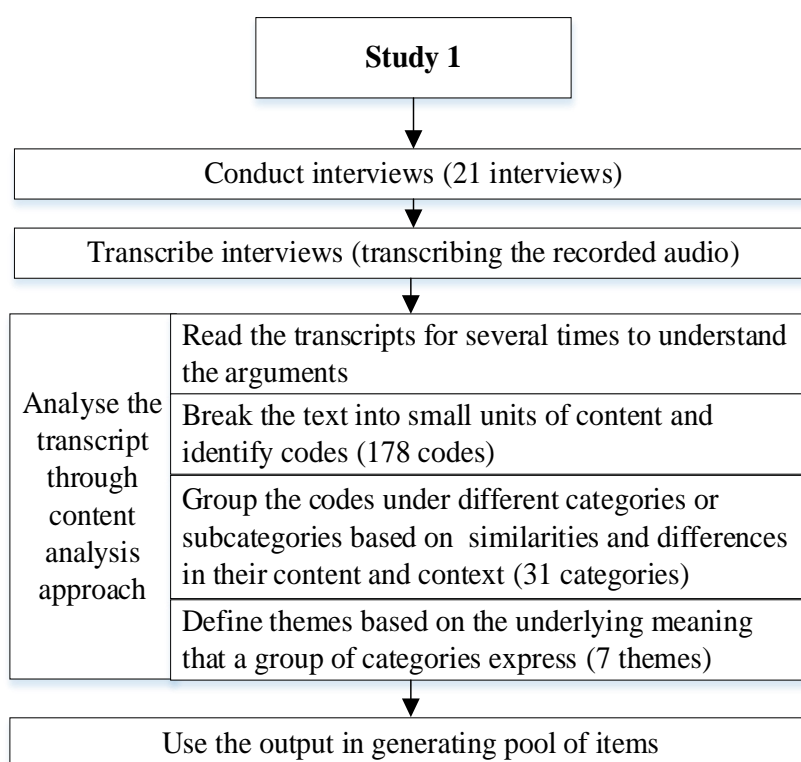 Study 1
Conduct interviews (21 interviews)
Transcribe interviews (transcribing the recorded audio)
Analyse the
transcript
through
content
analysis
approach
Read the transcripts for several times to understand
the arguments
Break the text into small units of content and
identify codes (178 codes)
Group the codes under different categories or
subcategories based on  similarities and differences
in their content and context (31 categories)
Define themes based on the underlying meaning
that a group of categories express (7 themes)
Use the output in generating pool of items